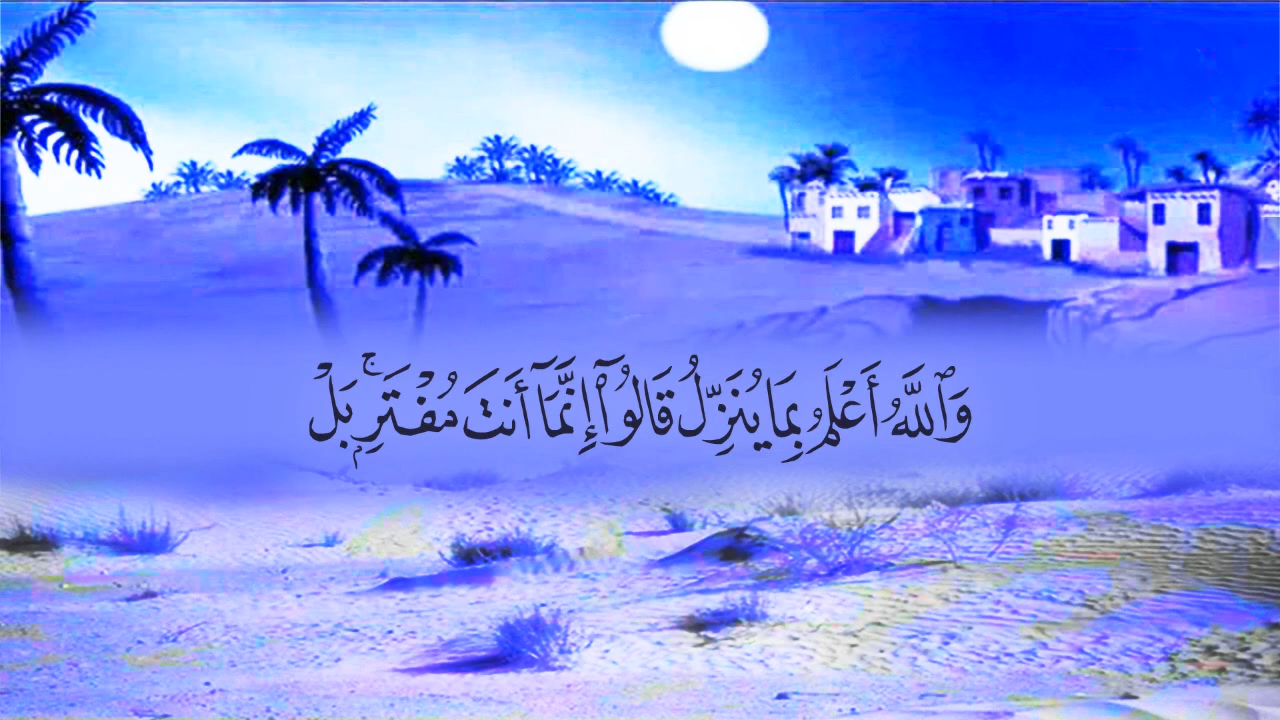 وَٱللَّهُ أَعْلَمُ بِمَا يُنَزِّلُ قَالُوٓا۟ إِنَّمَآ أَنتَ مُفْتَرٍۭ ۚ بَلْ